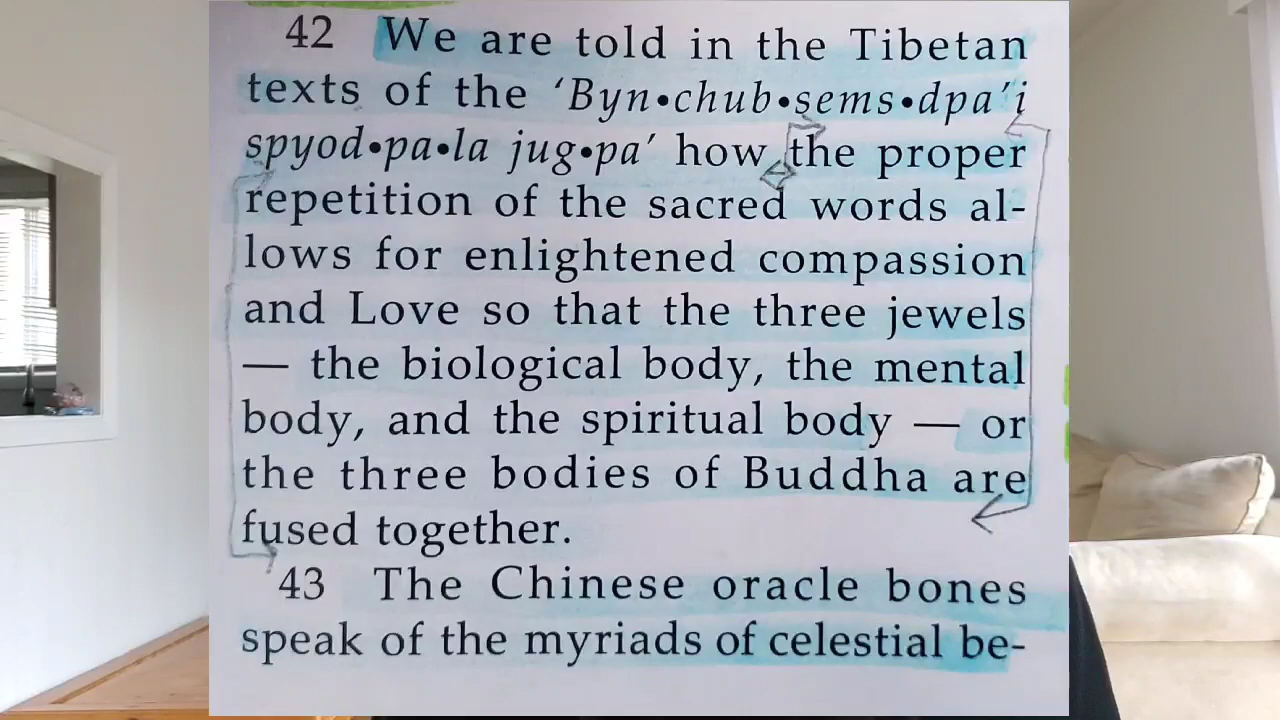 42 We are told in the Tibetan
texts of the ‘Byn•chub•sems•dpa’i
spyod•pa•la jug•pa’ how the proper
repetition of the sacred words al-
lows for enlightened compassion
and Love so that the three jewels
— the biological body, the mental
body, and the spiritual body — or
the three bodies of Buddha are
fused together.
43 The Chinese oracle bones
speak of the myriads of celestial be-